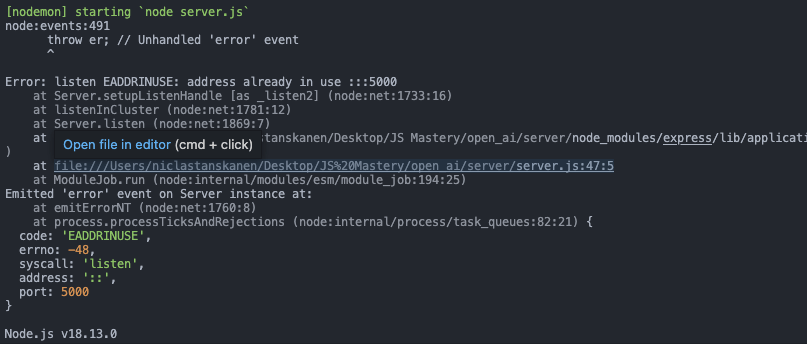 [nodemon] starting `node server.js`
node:events:491
      throw er; // Unhandled 'error' event
      ^
Error: listen EADDRINUSE: address already in use :::5000
    at Server.setupListenHandle [as _listen2] (node:net:1733:16)
    at listenInCluster (node:net:1781:12)
    at Server.listen (node:net:1869:7)
    at Open file in editor (cmd + click) lastanskanen/Desktop/JS Mastery/open_ai/server/node_modules/express/lib/applicati
)
    at file:///Users/niclastanskanen/Desktop/JS%20Mastery/open_ai/server/server.js:47:5
    at ModuleJob.run (node:internal/modules/esm/module_job:194:25)
Emitted 'error' event on Server instance at:
    at emitErrorNT (node:net:1760:8)
    at process.processTicksAndRejections (node:internal/process/task_queues:82:21) {
  code: 'EADDRINUSE',
  errno: -48,
  syscall: 'listen',
  address: '::',
  port: 5000
}
Node.js v18.13.0